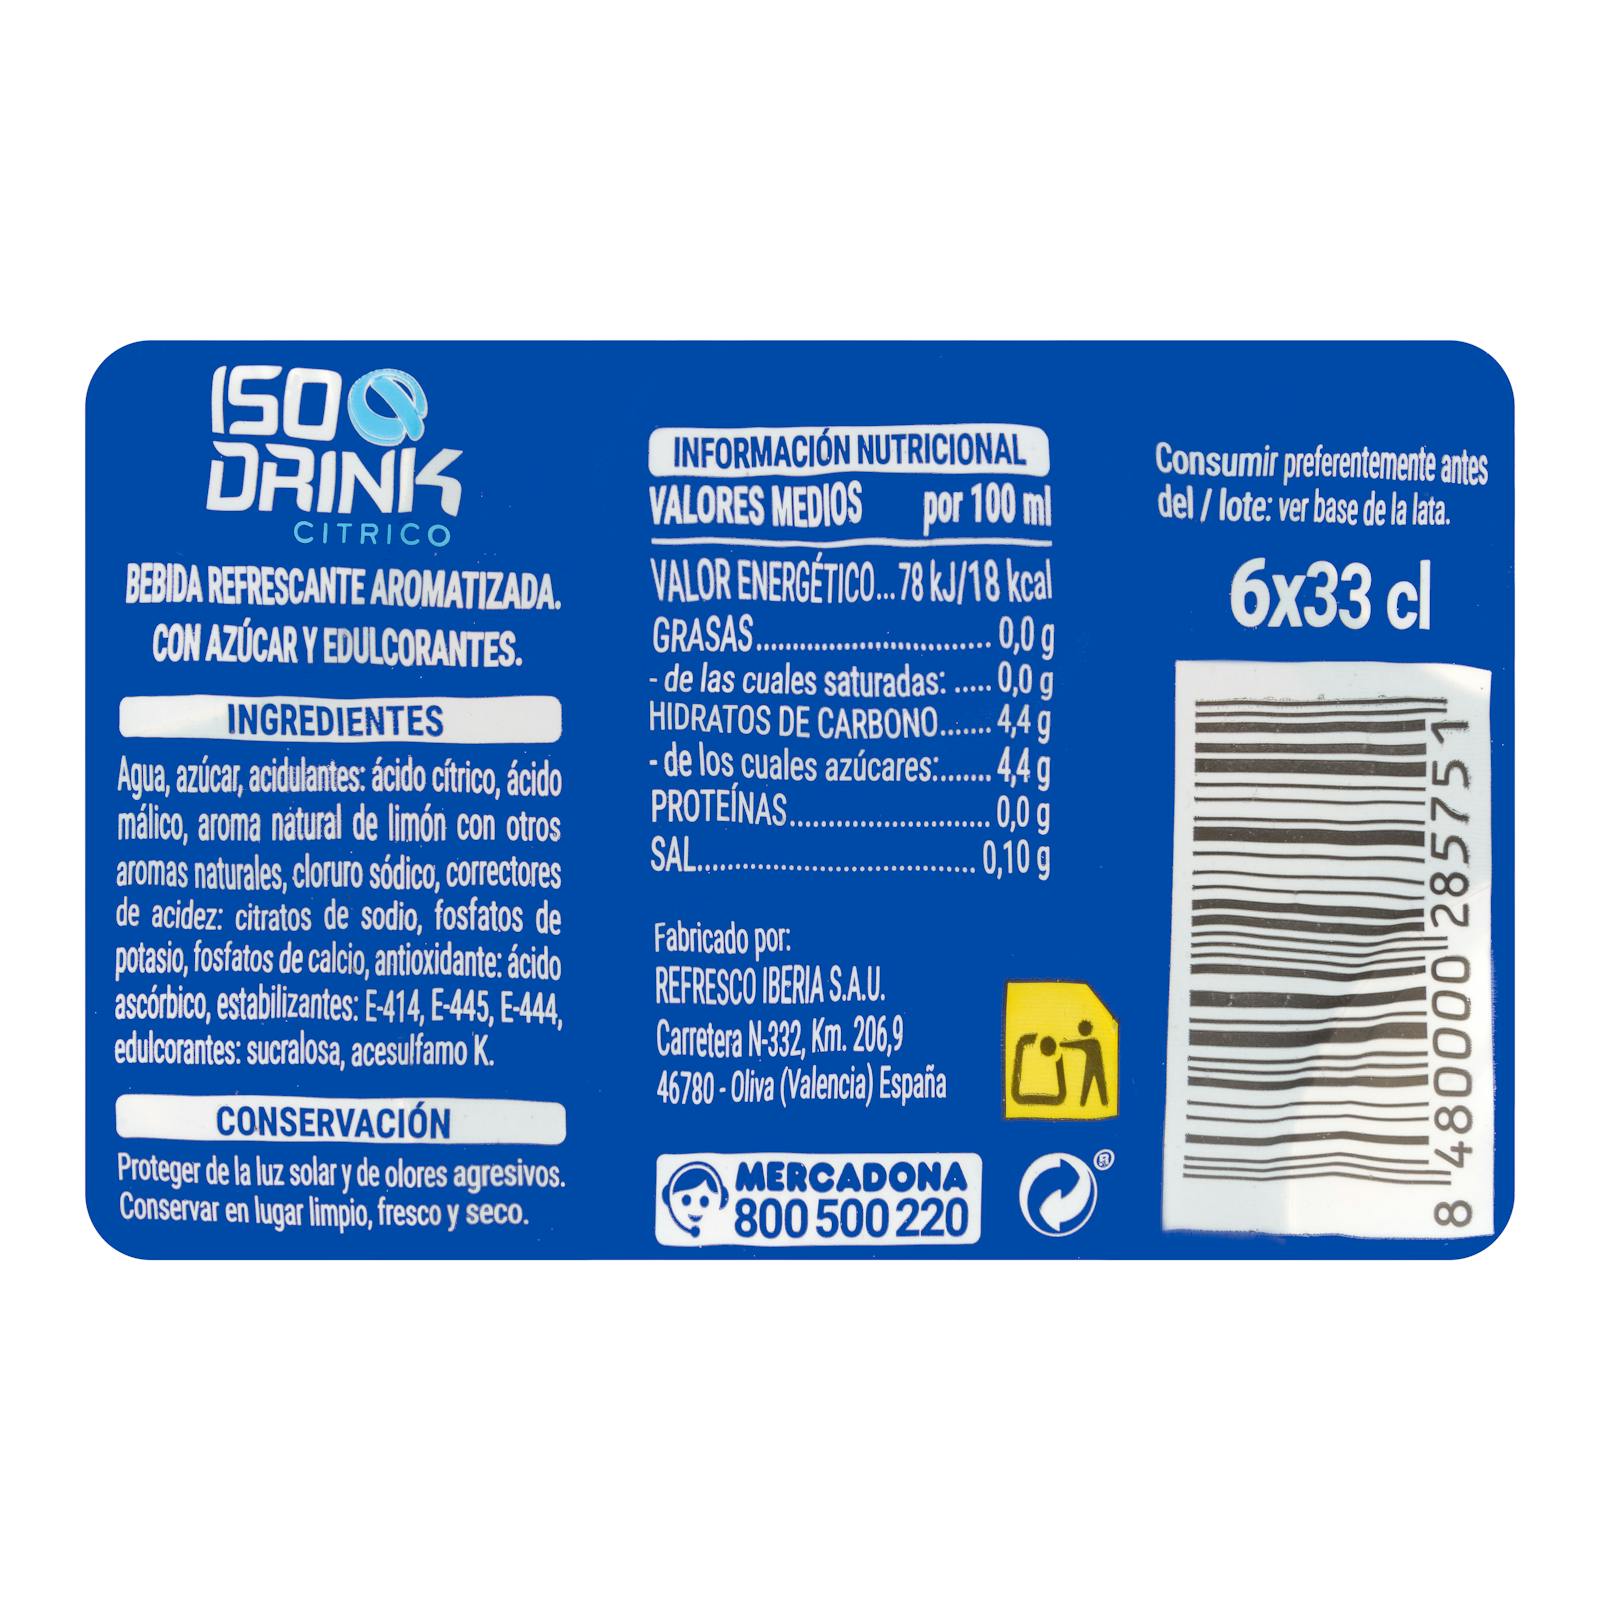 ISO
DRINK
CITRICO
BEBIDA REFRESCANTE AROMATIZADA.
CON AZÚCAR Y EDULCORANTES.
INGREDIENTES
Agua, azúcar, acidulantes: ácido cítrico, ácido
málico, aroma natural de limón con otros
aromas naturales, cloruro sódico, correctores
de acidez: citratos de sodio, fosfatos de
potasio, fosfatos de calcio, antioxidante: ácido
ascórbico, estabilizantes: E-414, E-445, E-444,
edulcorantes: sucralosa, acesulfamo K.
CONSERVACIÓN
Proteger de la luz solar y de olores agresivos.
Conservar en lugar limpio, fresco y seco.
INFORMACIÓN NUTRICIONAL
VALORES MEDIOS por 100 ml
VALOR ENERGÉTICO... 78 kJ/18 kcal
GRASAS............................. 0,0 g
- de las cuales saturadas: ..... 0,0 g
HIDRATOS DE CARBONO....... 4,4 g
- de los cuales azúcares:........ 4,4 g
PROTEÍNAS......................... 0,0 g
SAL.................................. 0,10 g
Fabricado por:
REFRESCO IBERIA S.A.U.
Carretera N-332, Km. 206,9
46780 - Oliva (Valencia) España
MERCADONA
800 500 220
®
Consumir preferentemente antes
del / lote: ver base de la lata.
6x33 cl
8 480000 285751